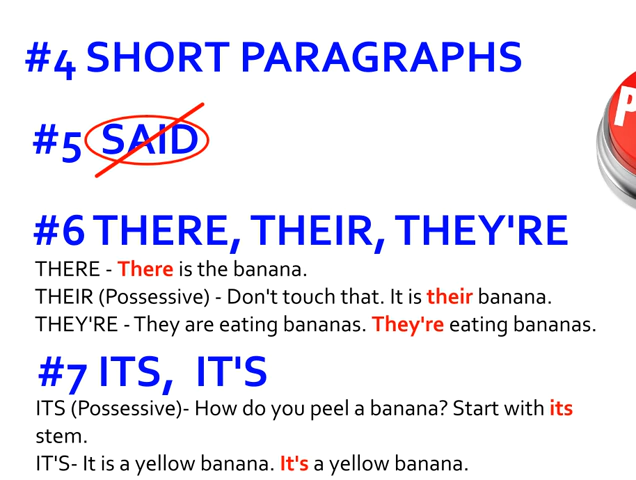 #4 SHORT PARAGRAPHS
#5 SAID
#6 THERE, THEIR, THEY'RE
THERE - There is the banana.
THEIR (Possessive) - Don't touch that. It is their banana.
THEY'RE - They are eating bananas. They're eating bananas.
#7 ITS, IT'S
ITS (Possessive)- How do you peel a banana? Start with its
stem.
IT'S- It is a yellow banana. It's a yellow banana.